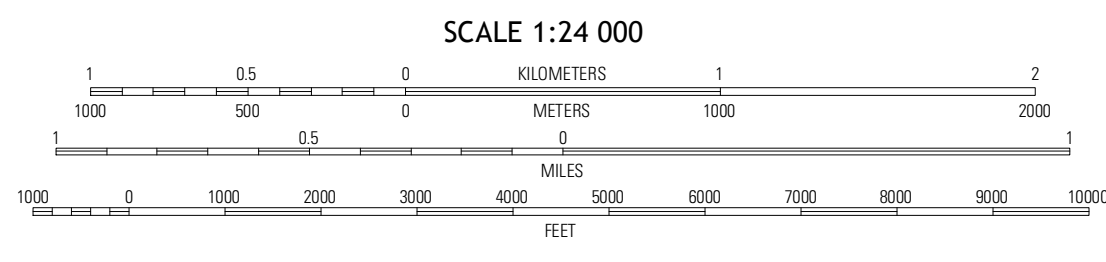 SCALE 1:24 000
1 0.5 0 KILOMETERS 1 2
1000 500 0 METERS 1000 2000
1 0.5 0 1
MILES
1000 0 1000 2000 3000 4000 5000 6000 7000 8000 9000 10000
FEET